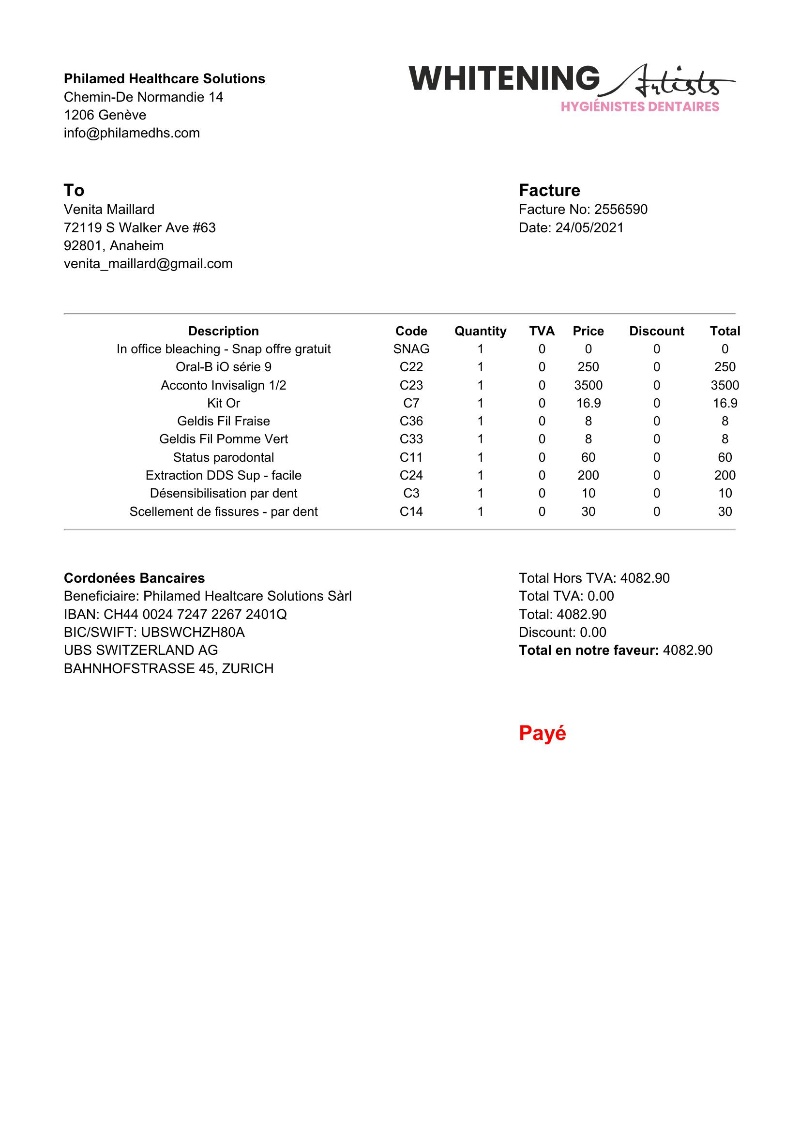 Philamed Healthcare Solutions
Chemin-De Normandie 14
1206 Genève
info@philamedhs.com
WHITENING Artists
HYGIÉNISTES DENTAIRES
To
Venita Maillard
72119 S Walker Ave #63
92801, Anaheim
venita_maillard@gmail.com
Facture
Facture No: 2556590
Date: 24/05/2021
Description Code Quantity TVA Price Discount Total
In office bleaching - Snap offre gratuit SNAG 1 0 0 0 0
Oral-B iO série 9 C22 1 0 250 0 250
Acconto Invisalign 1/2 C23 1 0 3500 0 3500
Kit Or C7 1 0 16.9 0 16.9
Geldis Fil Fraise C36 1 0 8 0 8
Geldis Fil Pomme Vert C33 1 0 8 0 8
Status parodontal C11 1 0 60 0 60
Extraction DDS Sup - facile C24 1 0 200 0 200
Désensibilisation par dent C3 1 0 10 0 10
Scellement de fissures - par dent C14 1 0 30 0 30
Cordonées Bancaires
Beneficiaire: Philamed Healtcare Solutions Sàrl
IBAN: CH44 0024 7247 2267 2401Q
BIC/SWIFT: UBSWCHZH80A
UBS SWITZERLAND AG
BAHNHOFSTRASSE 45, ZURICH
Total Hors TVA: 4082.90
Total TVA: 0.00
Total: 4082.90
Discount: 0.00
Total en notre faveur: 4082.90
Payé